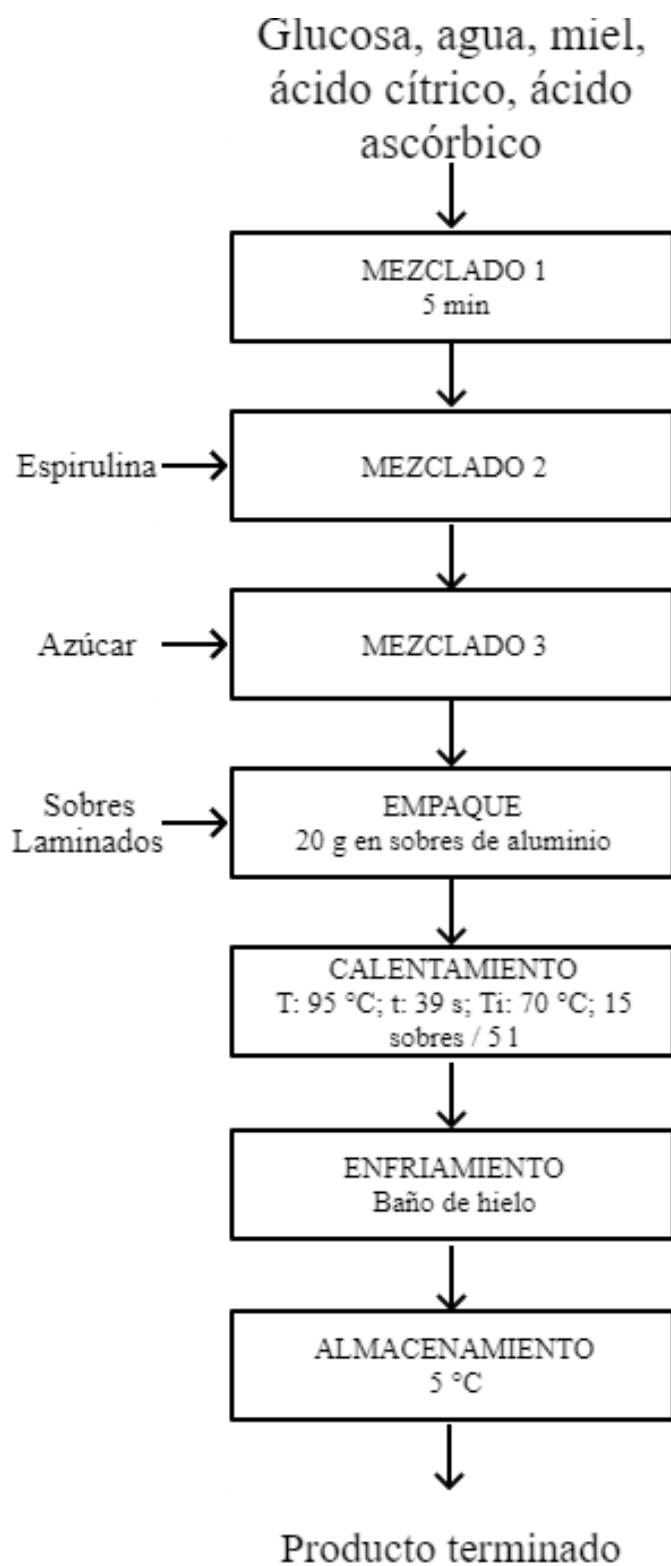 Glucosa, agua, miel,
ácido cítrico, ácido
ascórbico
MEZCLADO 1
5 min
Espirulina
MEZCLADO 2
Azúcar
MEZCLADO 3
Sobres
Laminados
EMPAQUE
20 g en sobres de aluminio
CALENTAMIENTO
T: 95 °C; t: 39 s; Ti: 70 °C; 15
sobres / 5 l
ENFRIAMIENTO
Baño de hielo
ALMACENAMIENTO
5 °C
Producto terminado